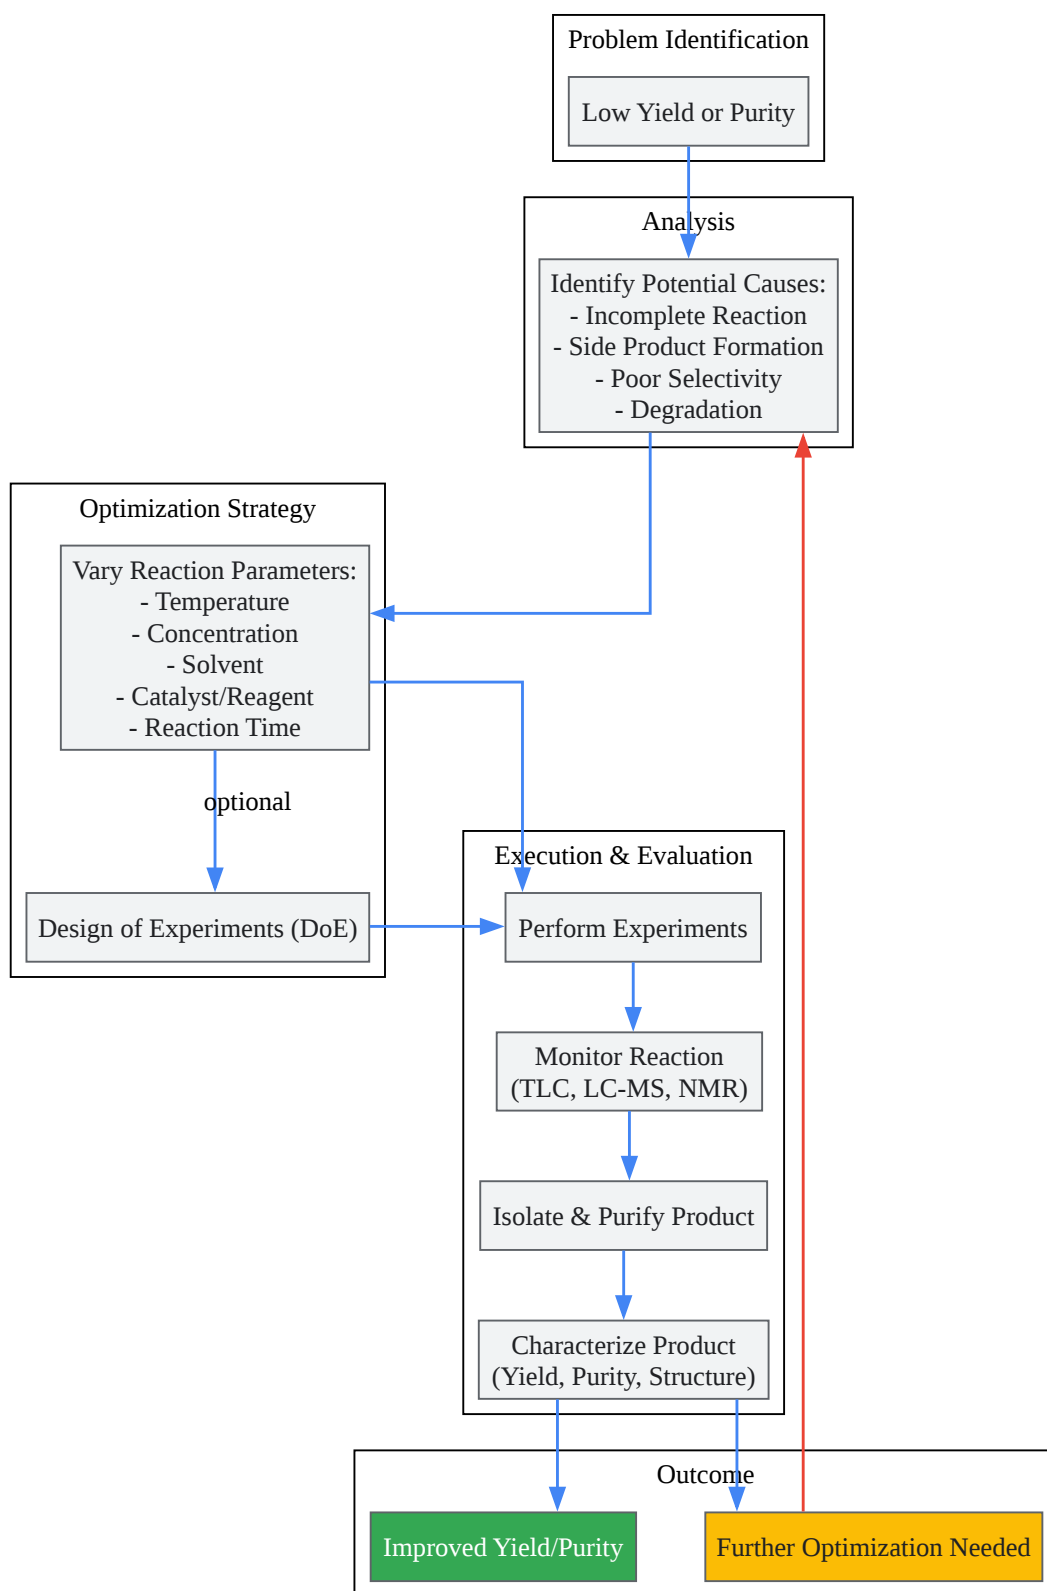 Problem Identification
Low Yield or Purity
Analysis
Identify Potential Causes:
- Incomplete Reaction
- Side Product Formation
- Poor Selectivity
- Degradation
Optimization Strategy
Vary Reaction Parameters:
- Temperature
- Concentration
- Solvent
- Catalyst/Reagent
- Reaction Time
optional
Design of Experiments (DoE)
Execution & Evaluation
Perform Experiments
Monitor Reaction
(TLC, LC-MS, NMR)
Isolate & Purify Product
Characterize Product
(Yield, Purity, Structure)
Outcome
Improved Yield/Purity
Further Optimization Needed